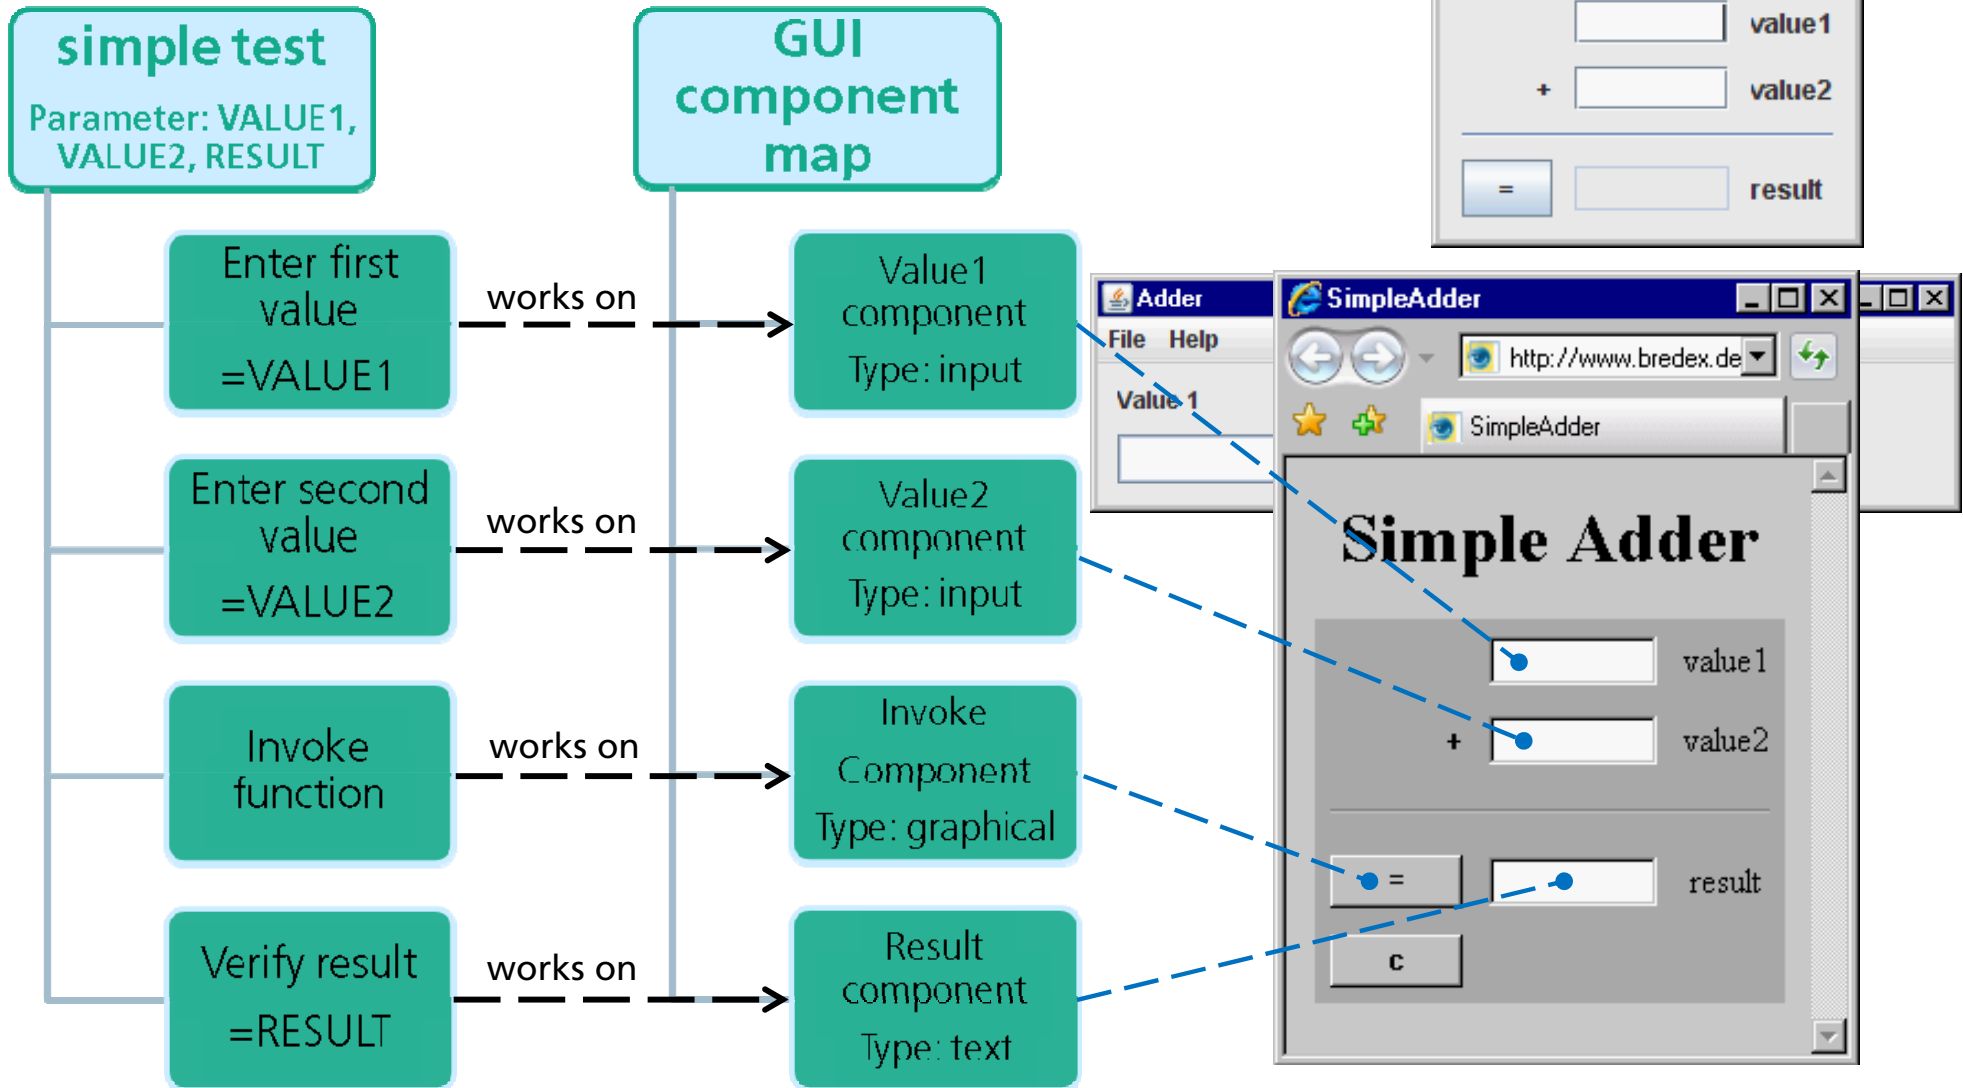 simple test
Parameter: VALUE1,
VALUE2, RESULT
Enter first
value
=VALUE1
Enter second
value
=VALUE2
Invoke
function
Verify result
=RESULT
works on
works on
works on
works on
GUI
component
map
Value1
component
Type: input
Value2
component
Type: input
Invoke
Component
Type: graphical
Result
component
Type: text
value1
+ value2
= result
Adder
File Help
Value 1
SimpleAdder
http://www.bredex.de
SimpleAdder
Simple Adder
value1
+ value2
= result
c